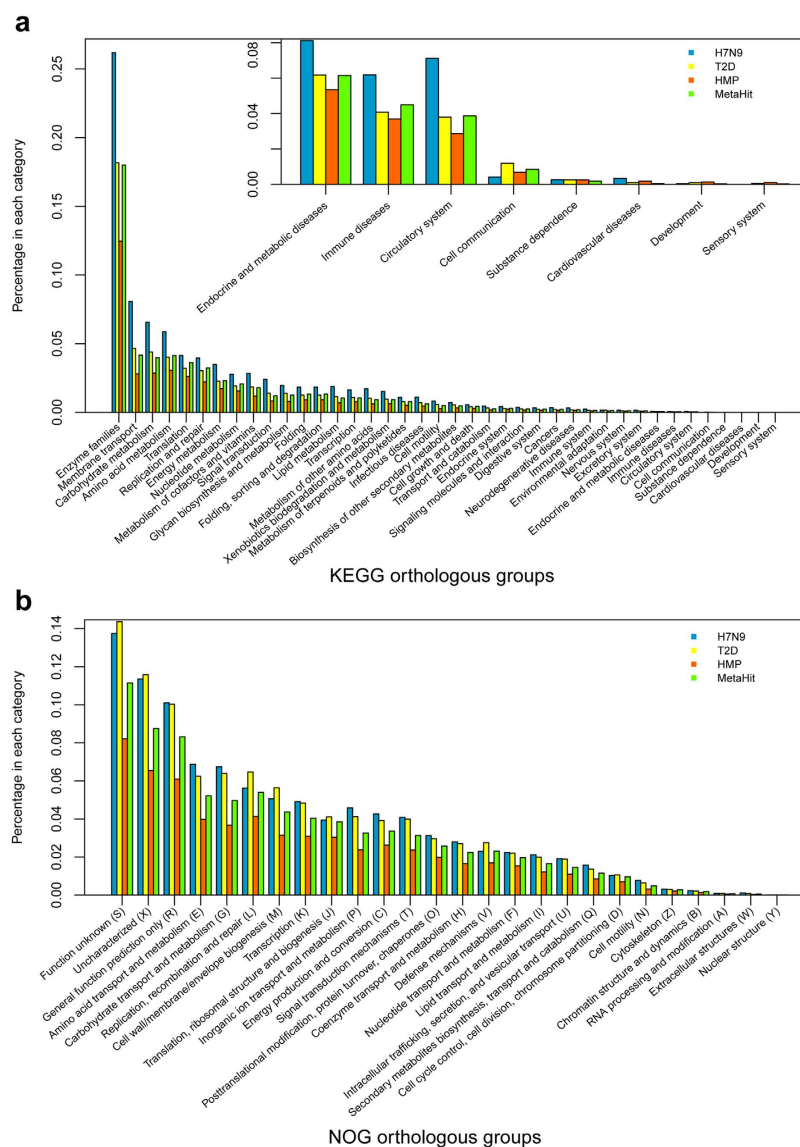 a
Percentage in each category
0.25
0.20
0.15
0.10
0.05
0.00
0.08
0.04
0.00
H7N9
T2D
HMP
MetaHit
Endocrine and metabolic diseases
Immune diseases
Circulatory system
Cell communication
Substance dependence
Cardiovascular diseases
Development
Sensory system
Enzyme families
Membrane transport
Carbohydrate metabolism
Amino acid metabolism
Translation
Replication and repair
Energy metabolism
Nucleotide metabolism
Metabolism of cofactors and vitamins
Signal transduction
Glycan biosynthesis and metabolism
Folding
Folding, sorting and degradation
Lipid metabolism
Transcription
Metabolism of other amino acids
Xenobiotics biodegradation and metabolism
Metabolism of terpenoids and polyketides
Infectious diseases
Cell motility
Biosynthesis of other secondary metabolites
Cell growth and death
Transport and catabolism
Endocrine system
Signaling molecules and interaction
Digestive system
Cancers
Neurodegenerative diseases
Immune system
Environmental adaptation
Nervous system
Excretory system
Endocrine and metabolic diseases
Immune diseases
Circulatory system
Cell communication
Substance dependence
Cardiovascular diseases
Development
Sensory system
KEGG orthologous groups
b
Percentage in each category
0.14
0.12
0.10
0.08
0.06
0.04
0.02
0.00
H7N9
T2D
HMP
MetaHit
Function unknown (S)
Uncharacterized (X)
General function prediction only (R)
Amino acid transport and metabolism (E)
Carbohydrate transport and metabolism (G)
Replication, recombination and repair (L)
Cell wall/membrane/envelope biogenesis (M)
Transcription (K)
Translation, ribosomal structure and biogenesis (J)
Inorganic ion transport and metabolism (P)
Energy production and conversion (C)
Signal transduction mechanisms (T)
Posttranslational modification, protein turnover, chaperones (O)
Coenzyme transport and metabolism (H)
Defense mechanisms (V)
Nucleotide transport and metabolism (F)
Lipid transport and metabolism (I)
Intracellular trafficking, secretion, and vesicular transport (U)
Secondary metabolites biosynthesis, transport and catabolism (Q)
Cell cycle control, cell division, chromosome partitioning (D)
Cell motility (N)
Cytoskeleton (Z)
Chromatin structure and dynamics (B)
RNA processing and modification (A)
Extracellular structures (W)
Nuclear structure (Y)
NOG orthologous groups